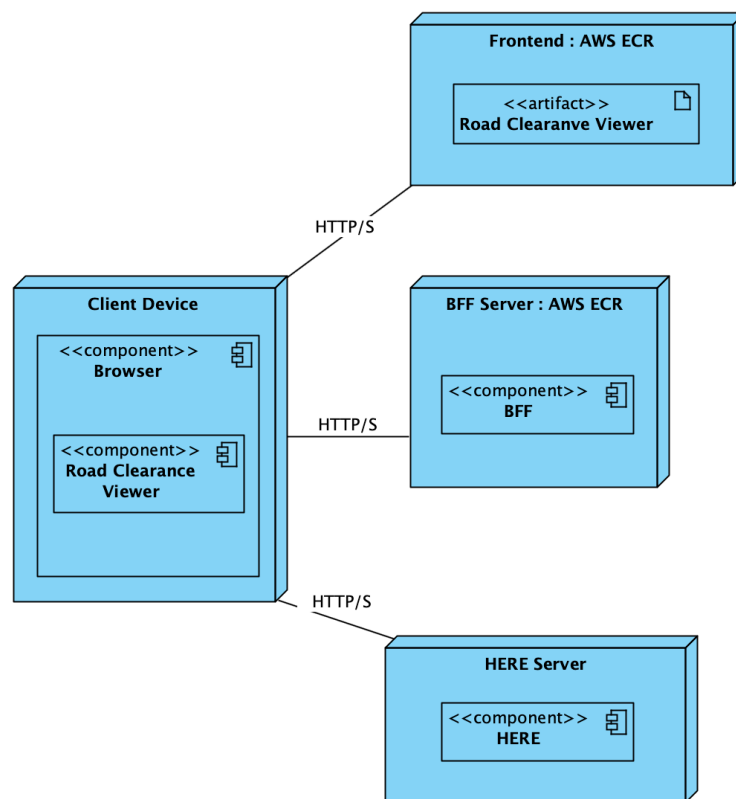 Frontend : AWS ECR
<<artifact>>
Road Clearanve Viewer
HTTP/S
Client Device
<<component>>
Browser
<<component>>
Road Clearance
Viewer
BFF Server : AWS ECR
<<component>>
BFF
HTTP/S
HTTP/S
HERE Server
<<component>>
HERE